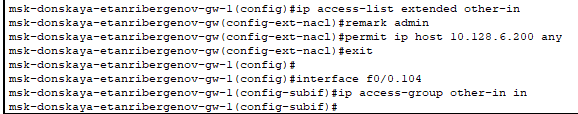 msk-donskaya-etanribergenov-gw-1(config)#ip access-list extended other-in
msk-donskaya-etanribergenov-gw(config-ext-nacl)#remark admin
msk-donskaya-etanribergenov-gw(config-ext-nacl)#permit ip host 10.128.6.200 any
msk-donskaya-etanribergenov-gw(config-ext-nacl)#exit
msk-donskaya-etanribergenov-gw-1(config)#
msk-donskaya-etanribergenov-gw-1(config)#interface f0/0.104
msk-donskaya-etanribergenov-gw-1(config-subif)#ip access-group other-in in
msk-donskaya-etanribergenov-gw-1(config-subif)#